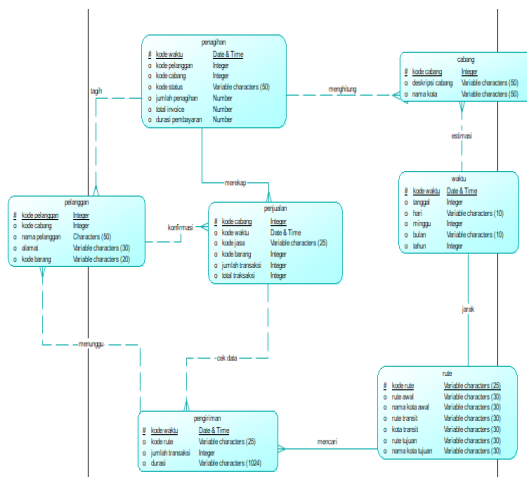 penagihan
# kode waktu Date & Time
o kode pelanggan Integer
o kode cabang Integer
o kode status Variable characters (50)
o jumlah penagihan Number
o total invoice Number
o durasi pembayaran Number
cabang
# kode cabang Integer
o deskripsi cabang Variable characters (50)
o nama kota Variable characters (50)
tagih
menghitung
estimasi
merekap
waktu
# kode waktu Date & Time
o tanggal Integer
o hari Variable characters (10)
o minggu Integer
o bulan Variable characters (10)
o tahun Integer
pelanggan
# kode pelanggan Integer
o kode cabang Integer
o nama pelanggan Characters (50)
o alamat Variable characters (30)
o kode barang Variable characters (20)
konfirmasi
penjualan
# kode cabang Integer
o kode waktu Date & Time
o kode jasa Variable characters (25)
o kode barang Integer
o jumlah transaksi Integer
o total traksaksi Integer
jarak
menunggu
cek data
rute
# kode rute Variable characters (25)
o rute awal Variable characters (30)
o nama kota awal Variable characters (30)
o rute transit Variable characters (30)
o kota transit Variable characters (30)
o rute tujuan Variable characters (30)
o nama kota tujuan Variable characters (30)
pengiriman
# kode waktu Date & Time
o kode rute Variable characters (25)
o jumlah transaksi Integer
o durasi Variable characters (1024)
mencari